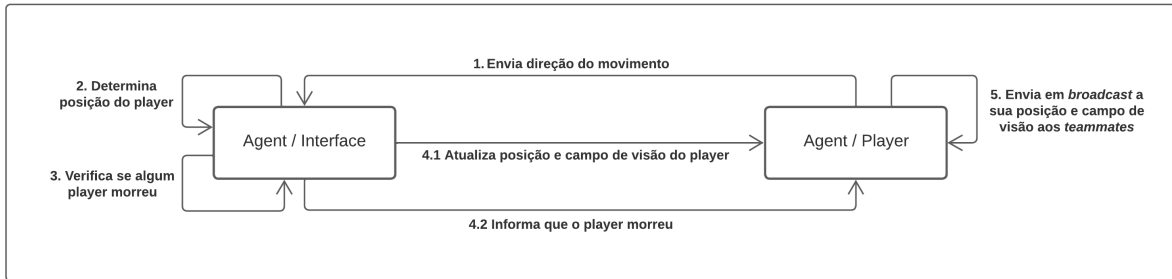 1. Envia direção do movimento
2. Determina
posição do player
5. Envia em broadcast a
sua posição e campo de
visão aos teammates
Agent / Interface
Agent / Player
4.1 Atualiza posição e campo de visão do player
3. Verifica se algum
player morreu
4.2 Informa que o player morreu